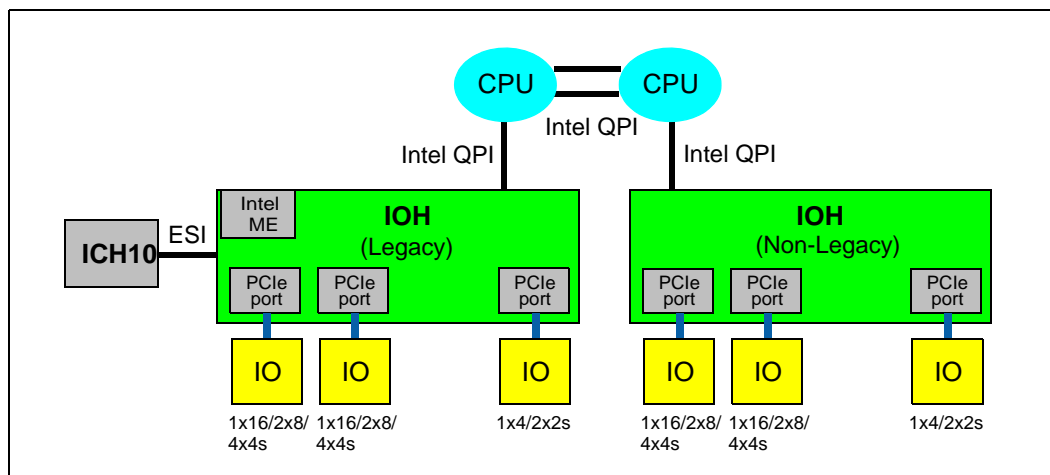 CPU
CPU
Intel QPI
Intel QPI
Intel QPI
Intel
ME
IOH
(Legacy)
IOH
(Non-Legacy)
ESI
ICH10
PCIe
port
PCIe
port
PCIe
port
PCIe
port
PCIe
port
PCIe
port
IO
IO
IO
IO
IO
IO
1x16/2x8/
4x4s
1x16/2x8/
4x4s
1x4/2x2s
1x16/2x8/
4x4s
1x16/2x8/
4x4s
1x4/2x2s